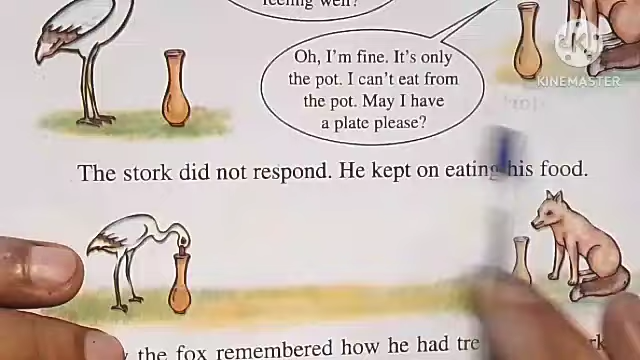 feeling well?
Oh, I'm fine. It's only
the pot. I can't eat from
the pot. May I have
a plate please?
KINEMASTER
The stork did not respond. He kept on eating his food.
the fox remembered how he had tre